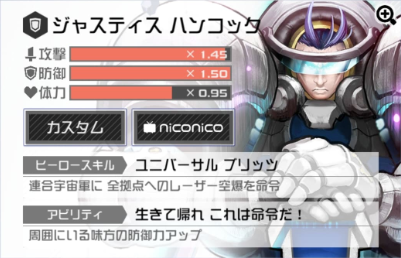 ジャスティス ハンコック
攻撃 × 1.45
防御 × 1.50
体力 × 0.95
カスタム niconico
ヒーロースキル ユニバーサル ブリッツ
連合宇宙軍に 全拠点へのレーザー空爆を命令
アビリティ 生きて帰れ これは命令だ！
周囲にいる味方の防御力アップ